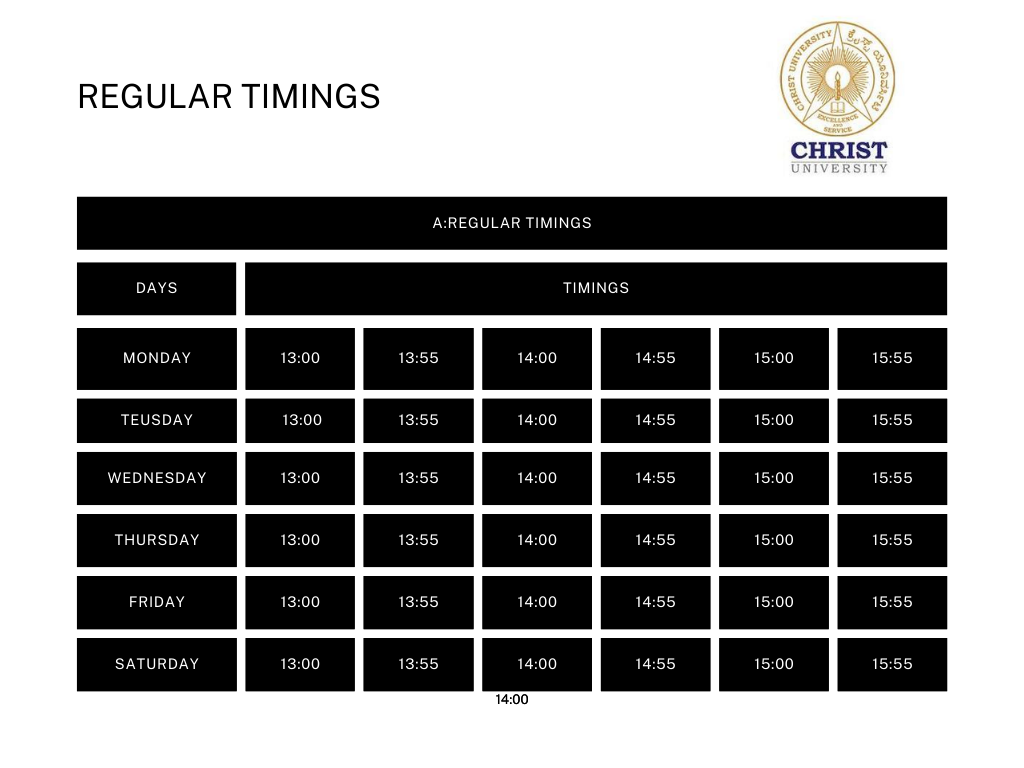 REGULAR TIMINGS
CHRIST UNIVERSITY
EXCELLENCE
AND
SERVICE
CHRIST
UNIVERSITY
A:REGULAR TIMINGS
DAYS TIMINGS
MONDAY 13:00 13:55 14:00 14:55 15:00 15:55
TEUSDAY 13:00 13:55 14:00 14:55 15:00 15:55
WEDNESDAY 13:00 13:55 14:00 14:55 15:00 15:55
THURSDAY 13:00 13:55 14:00 14:55 15:00 15:55
FRIDAY 13:00 13:55 14:00 14:55 15:00 15:55
SATURDAY 13:00 13:55 14:00 14:55 15:00 15:55
14:00